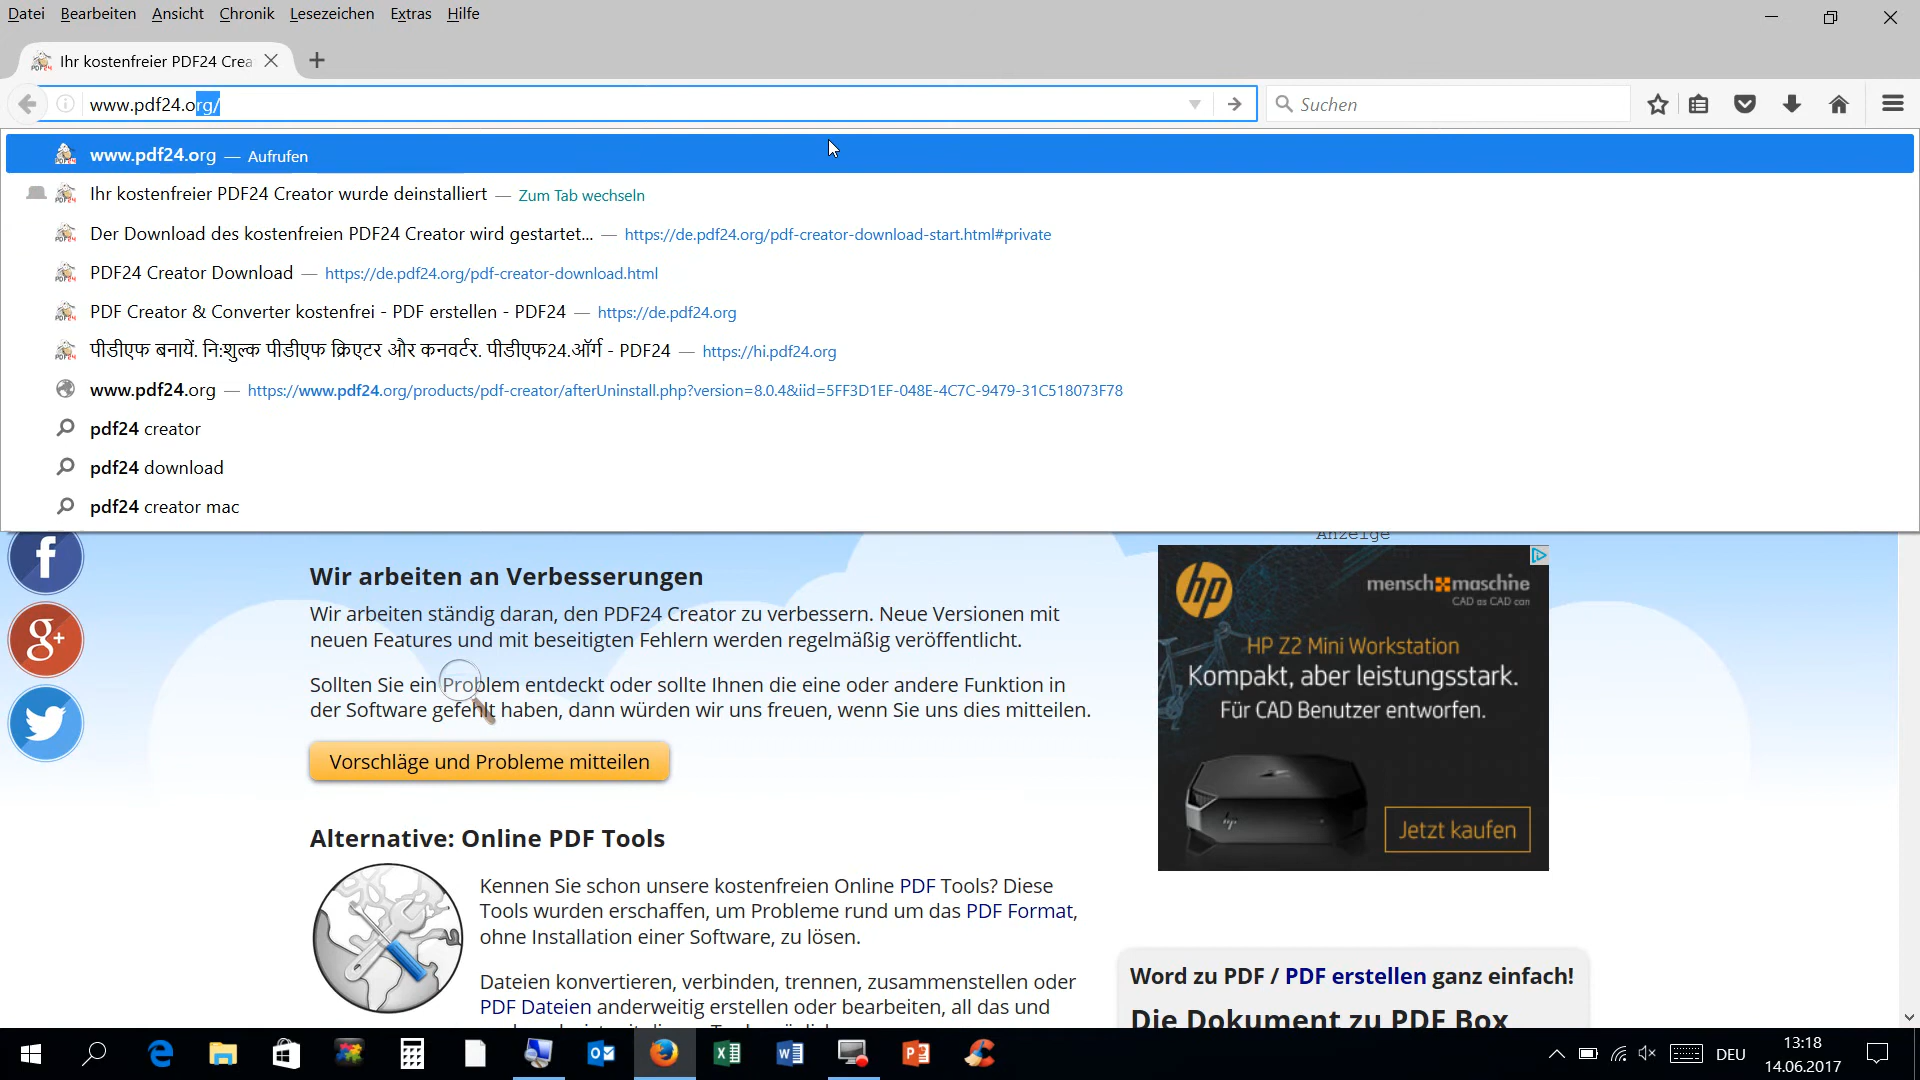 Datei Bearbeiten Ansicht Chronik Lesezeichen Extras Hilfe
Ihr kostenfreier PDF24 Crea
www.pdf24.org/
Suchen
www.pdf24.org — Aufrufen
Ihr kostenfreier PDF24 Creator wurde deinstalliert — Zum Tab wechseln
Der Download des kostenfreien PDF24 Creator wird gestartet... — https://de.pdf24.org/pdf-creator-download-start.html#private
PDF24 Creator Download — https://de.pdf24.org/pdf-creator-download.html
PDF Creator & Converter kostenfrei - PDF erstellen - PDF24 — https://de.pdf24.org
पीडीएफ बनायें. नि:शुल्क पीडीएफ क्रिएटर और कनवर्टर. पीडीएफ24.ऑर्ग - PDF24 — https://hi.pdf24.org
www.pdf24.org — https://www.pdf24.org/products/pdf-creator/afterUninstall.php?version=8.0.4&iid=5FF3D1EF-048E-4C7C-9479-31C518073F78
pdf24 creator
pdf24 download
pdf24 creator mac
Anzeige
Wir arbeiten an Verbesserungen
Wir arbeiten ständig daran, den PDF24 Creator zu verbessern. Neue Versionen mit
neuen Features und mit beseitigten Fehlern werden regelmäßig veröffentlicht.
Sollten Sie ein Problem entdeckt oder sollte Ihnen die eine oder andere Funktion in
der Software gefehlt haben, dann würden wir uns freuen, wenn Sie uns dies mitteilen.
Vorschläge und Probleme mitteilen
hp
mensch maschine
CAD as CAD can
HP Z2 Mini Workstation
Kompakt, aber leistungsstark.
Für CAD Benutzer entworfen.
Jetzt kaufen
Alternative: Online PDF Tools
Kennen Sie schon unsere kostenfreien Online PDF Tools? Diese
Tools wurden erschaffen, um Probleme rund um das PDF Format,
ohne Installation einer Software, zu lösen.
Dateien konvertieren, verbinden, trennen, zusammenstellen oder
PDF Dateien anderweitig erstellen oder bearbeiten, all das und
Word zu PDF / PDF erstellen ganz einfach!
Die Dokument zu PDF Box
DEU
13:18
14.06.2017